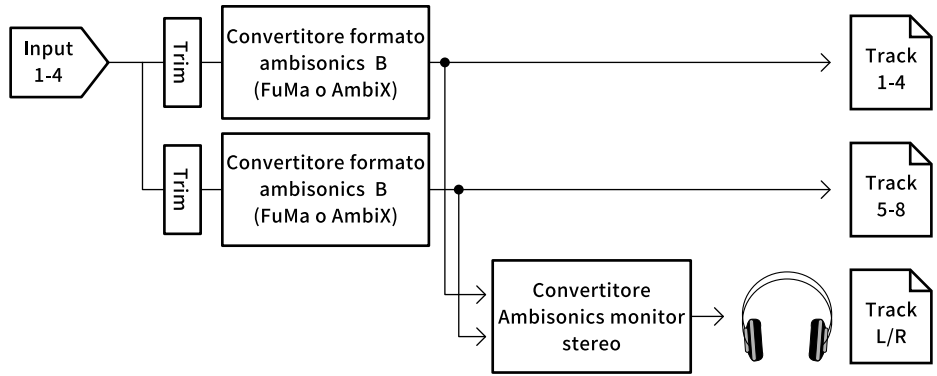 Input
1-4
Trim
Convertitore formato
ambisonics B
(FuMa o AmbiX)
Track
1-4
Trim
Convertitore formato
ambisonics B
(FuMa o AmbiX)
Track
5-8
Convertitore
Ambisonics monitor
stereo
Track
L/R